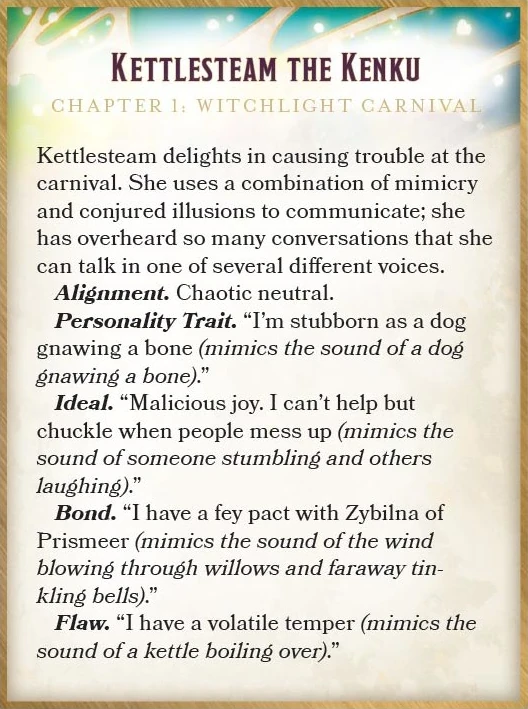 KETTLESTEAM THE KENKU
CHAPTER 1: WITCHLIGHT CARNIVAL
Kettlesteam delights in causing trouble at the
carnival. She uses a combination of mimicry
and conjured illusions to communicate; she
has overheard so many conversations that she
can talk in one of several different voices.
Alignment. Chaotic neutral.
Personality Trait. “I’m stubborn as a dog
gnawing a bone (mimics the sound of a dog
gnawing a bone).”
Ideal. “Malicious joy. I can’t help but
chuckle when people mess up (mimics the
sound of someone stumbling and others
laughing).”
Bond. “I have a fey pact with Zybilna of
Prismeer (mimics the sound of the wind
blowing through willows and faraway tin-
kling bells).”
Flaw. “I have a volatile temper (mimics the
sound of a kettle boiling over).”